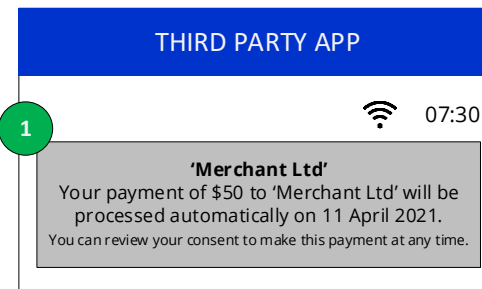 THIRD PARTY APP
07:30
1
‘Merchant Ltd’
Your payment of $50 to ‘Merchant Ltd’ will be
processed automatically on 11 April 2021.
You can review your consent to make this payment at any time.